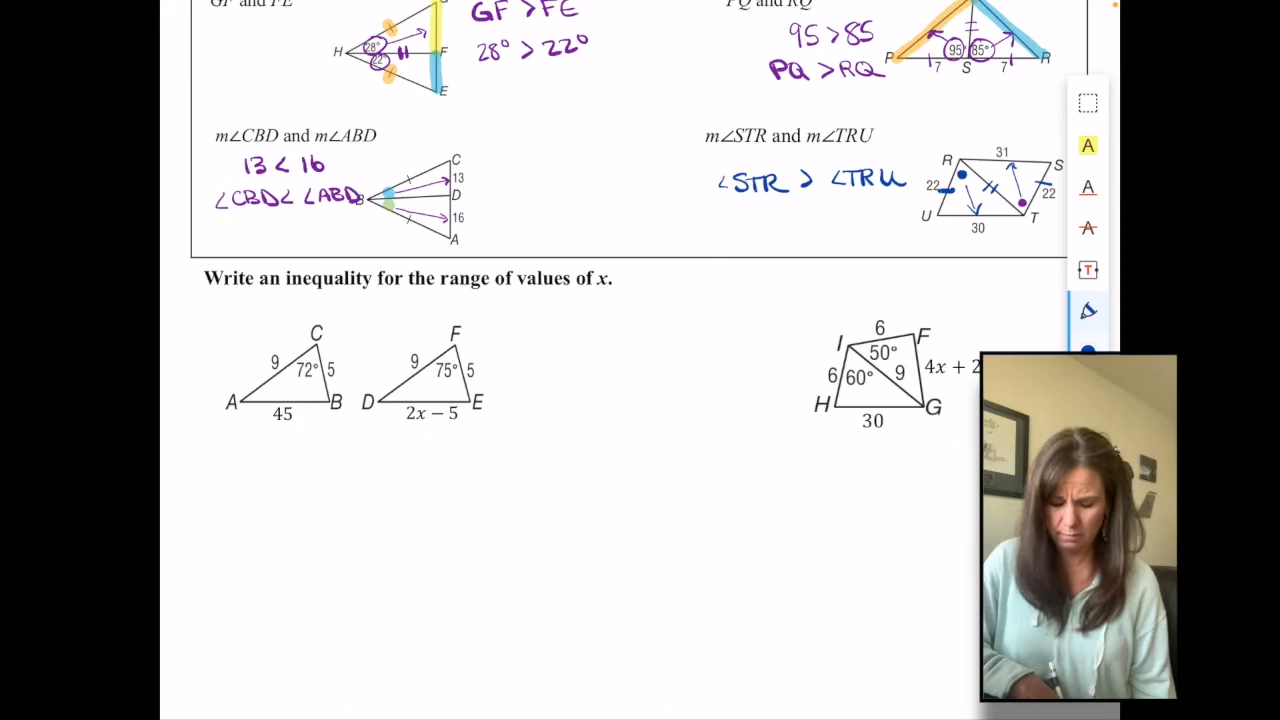 GF and FE
GF > FE
28° > 22°
H
28°
22°
F
E
PQ and RQ
95 > 85
PQ > RQ
P
95°
85°
R
7
S
7
m∠CBD and m∠ABD
13 < 16
∠CBD < ∠ABD
C
13
D
16
A
m∠STR and m∠TRU
∠STR > ∠TRU
R
31
S
22
22
U
30
T
A
A
A
T
Write an inequality for the range of values of x.
C
9
72°
5
A
45
B
F
9
75°
5
D
2x − 5
E
6
I
F
50°
6
60°
9
4x + 2
H
G
30